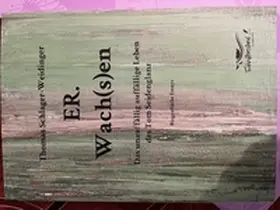 Thomas Schlager-Weidinger
ER.
Wach(s)en
Das unauffällig auffällige Leben
des Tom Seidenglanz